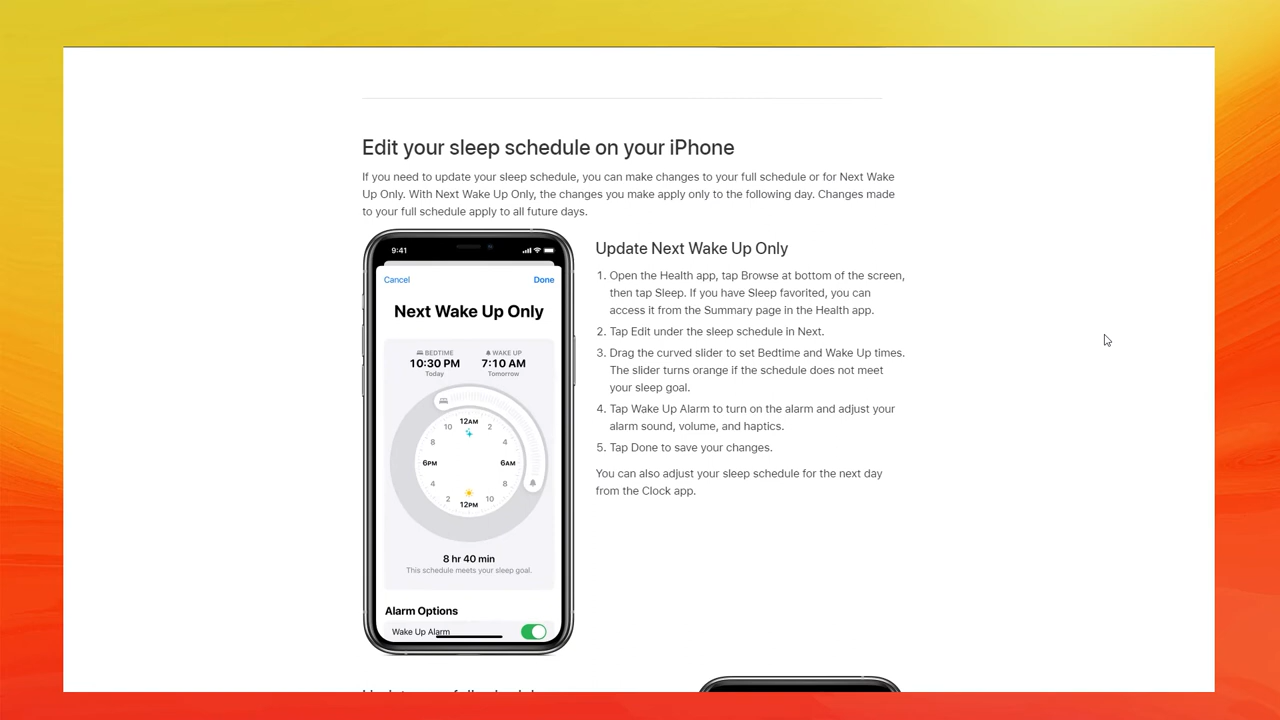 Edit your sleep schedule on your iPhone
If you need to update your sleep schedule, you can make changes to your full schedule or for Next Wake
Up Only. With Next Wake Up Only, the changes you make apply only to the following day. Changes made
to your full schedule apply to all future days.
9:41
Cancel
Done
Next Wake Up Only
BEDTIME
10:30 PM
Today
WAKE UP
7:10 AM
Tomorrow
12AM
2
4
6AM
8
10
12PM
2
4
6PM
8
10
8 hr 40 min
This schedule meets your sleep goal.
Alarm Options
Wake Up Alarm
Update Next Wake Up Only
1. Open the Health app, tap Browse at bottom of the screen,
then tap Sleep. If you have Sleep favorited, you can
access it from the Summary page in the Health app.
2. Tap Edit under the sleep schedule in Next.
3. Drag the curved slider to set Bedtime and Wake Up times.
The slider turns orange if the schedule does not meet
your sleep goal.
4. Tap Wake Up Alarm to turn on the alarm and adjust your
alarm sound, volume, and haptics.
5. Tap Done to save your changes.
You can also adjust your sleep schedule for the next day
from the Clock app.